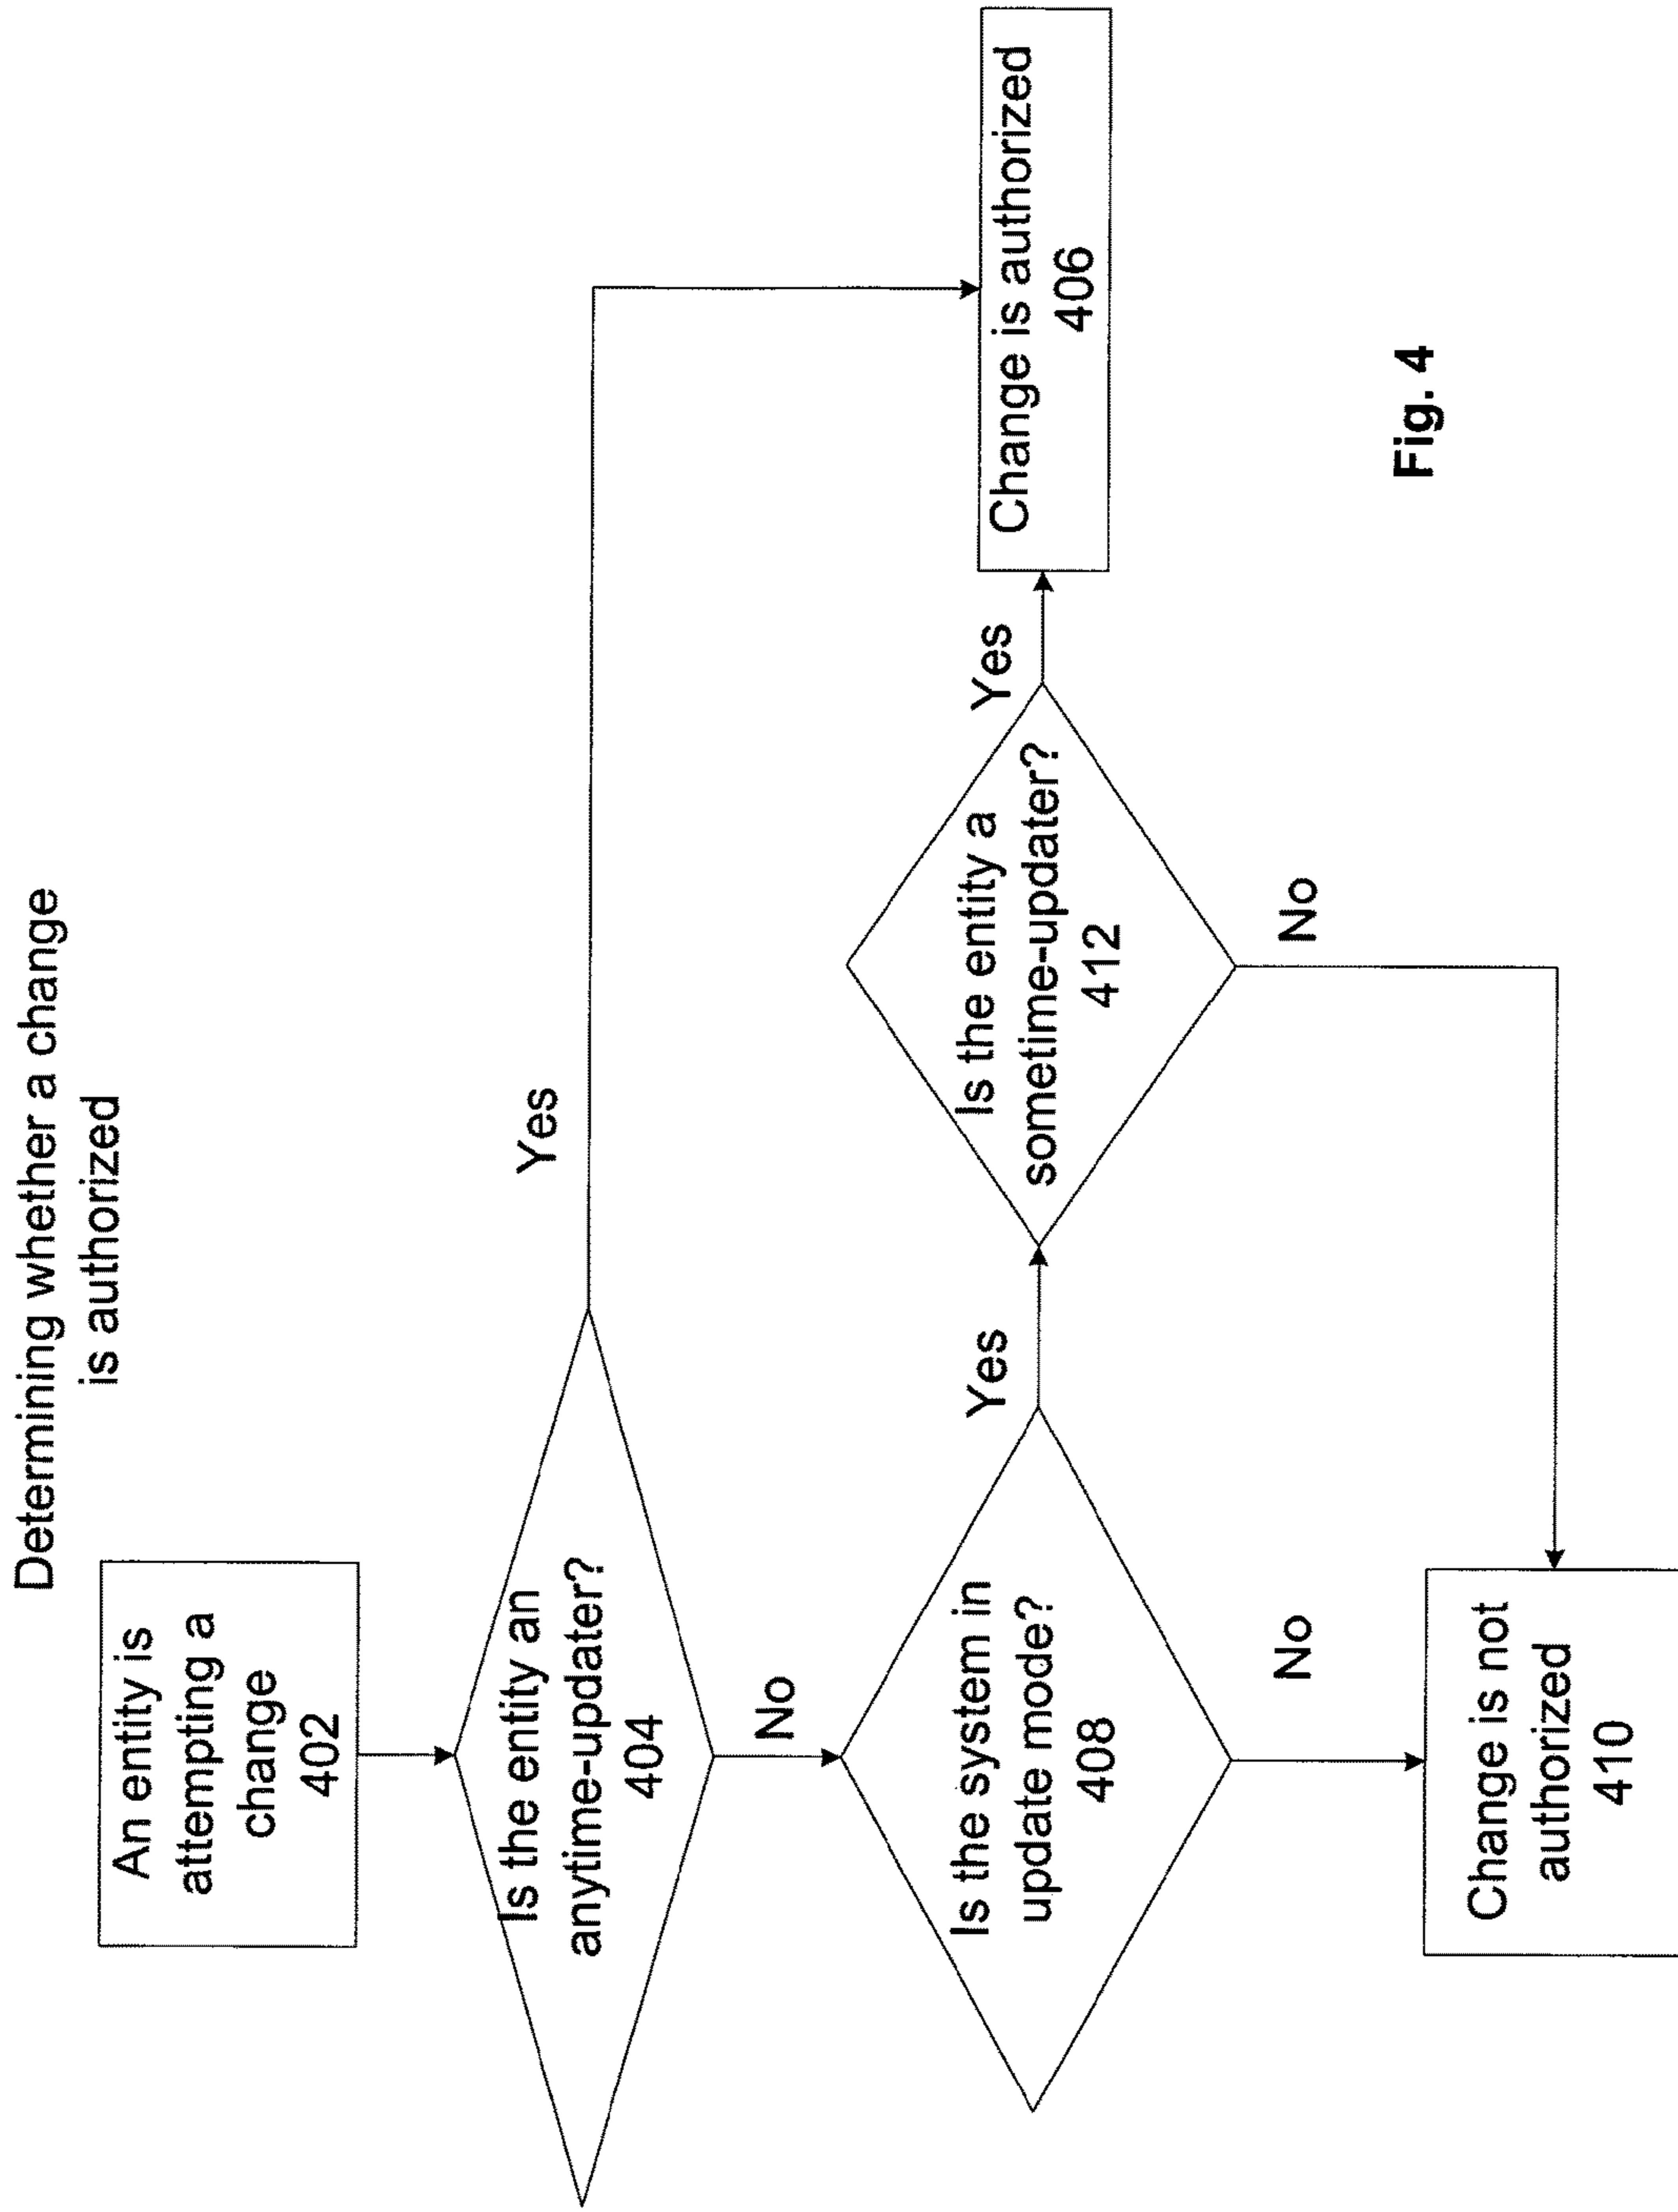 Determining whether a change
is authorized
An entity is
attempting a
change
402
Is the entity an
anytime-updater?
404
Yes
No
Is the system in
update mode?
408
Yes
No
Is the entity a
sometime-updater?
412
Yes
No
Change is authorized
406
Change is not
authorized
410
Fig. 4